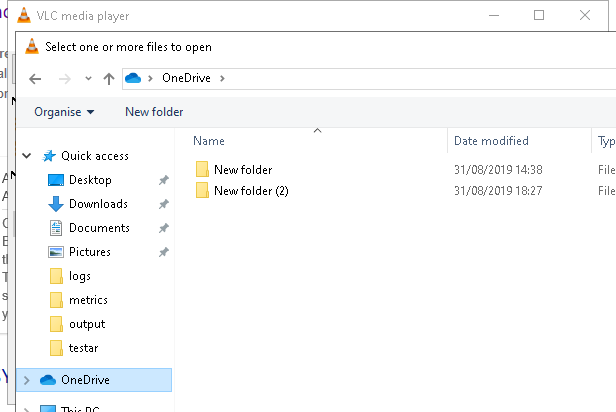 VLC media player
Select one or more files to open
OneDrive
Organise New folder
Name Date modified Typ
Quick access
New folder 31/08/2019 14:38 File
Desktop
New folder (2) 31/08/2019 18:27 File
Downloads
Documents
Pictures
logs
metrics
output
testar
OneDrive
This PC